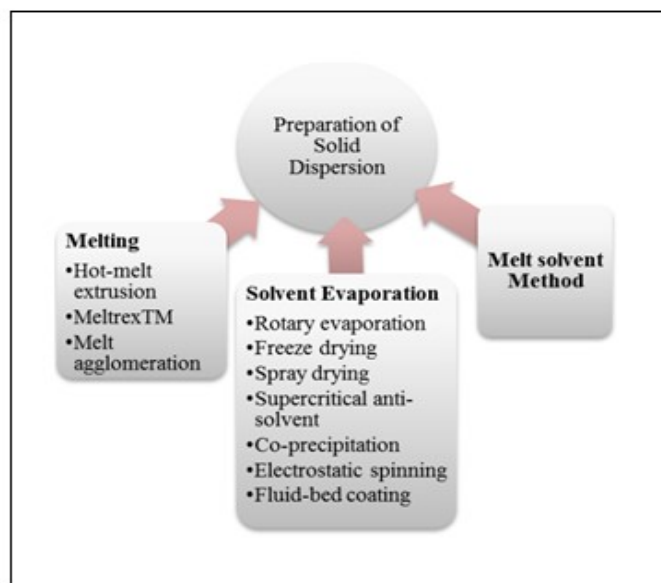 Preparation of
Solid
Dispersion
Melting
•Hot-melt
extrusion
•MeltrexTM
•Melt
agglomeration
Solvent Evaporation
•Rotary evaporation
•Freeze drying
•Spray drying
•Supercritical anti-
solvent
•Co-precipitation
•Electrostatic spinning
•Fluid-bed coating
Melt solvent
Method